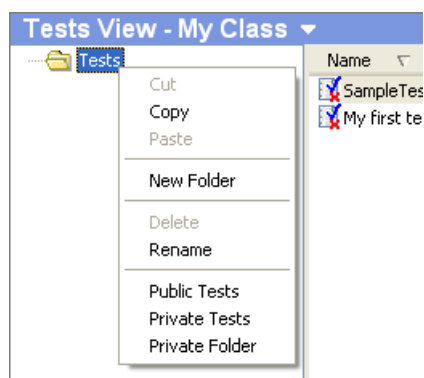 Tests View - My Class
Tests
Name
SampleTes
My first te
Cut
Copy
Paste
New Folder
Delete
Rename
Public Tests
Private Tests
Private Folder